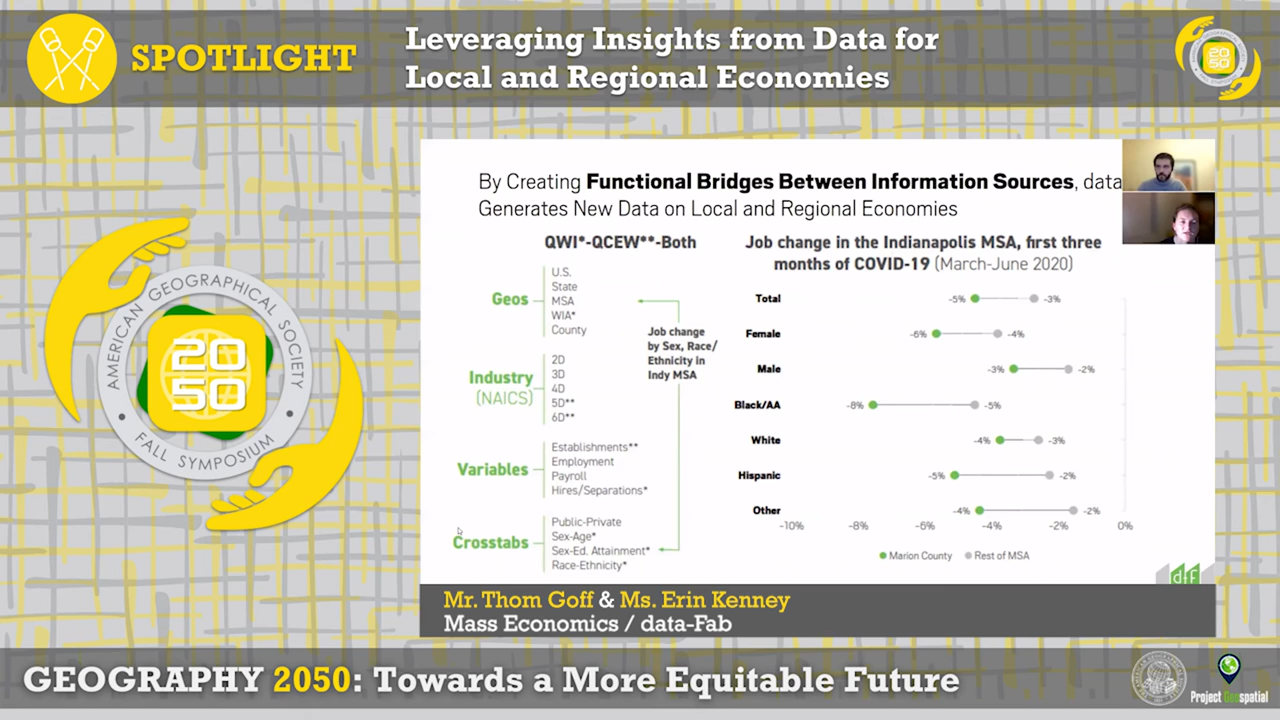 SPOTLIGHT
Leveraging Insights from Data for
Local and Regional Economies
20
50
AMERICAN GEOGRAPHICAL SOCIETY
20
50
FALL SYMPOSIUM
By Creating Functional Bridges Between Information Sources, data
Generates New Data on Local and Regional Economies
QWI*-QCEW**-Both
Geos
U.S.
State
MSA
WIA*
County
Industry
(NAICS)
2D
3D
4D
5D**
6D**
Variables
Establishments**
Employment
Payroll
Hires/Separations*
Crosstabs
Public-Private
Sex-Age*
Sex-Ed. Attainment*
Race-Ethnicity*
Job change
by Sex, Race/
Ethnicity in
Indy MSA
Job change in the Indianapolis MSA, first three
months of COVID-19 (March-June 2020)
Total -5% -3%
Female -6% -4%
Male -3% -2%
Black/AA -8% -5%
White -4% -3%
Hispanic -5% -2%
Other -4% -2%
-10% -8% -6% -4% -2% 0%
Marion County Rest of MSA
dfF
Mr. Thom Goff & Ms. Erin Kenney
Mass Economics / data-Fab
GEOGRAPHY 2050: Towards a More Equitable Future
Project Geospatial